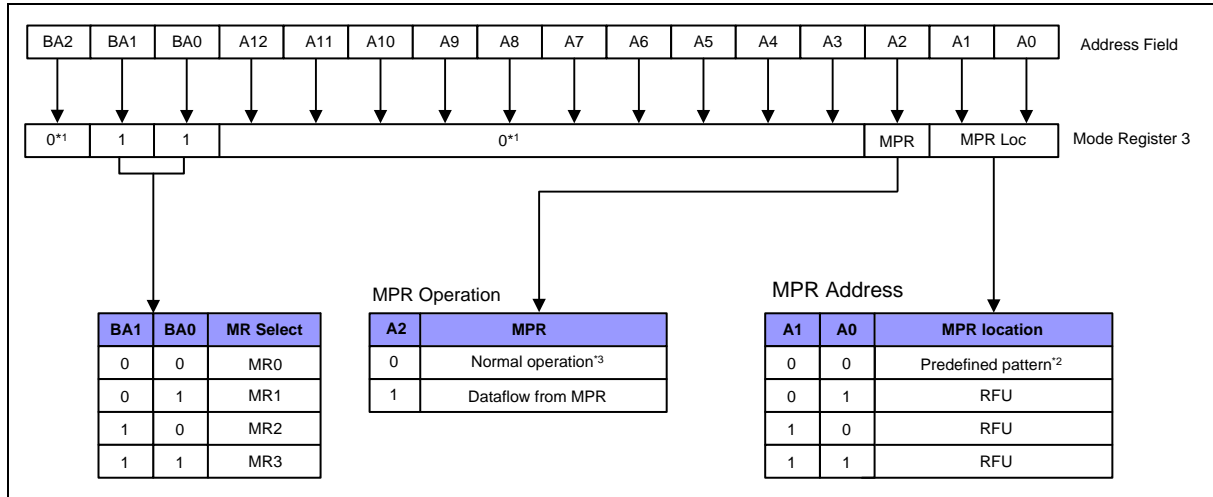 BA2 BA1 BA0 A12 A11 A10 A9 A8 A7 A6 A5 A4 A3 A2 A1 A0 Address Field
0*1 1 1 0*1 MPR MPR Loc Mode Register 3
MPR Operation
MPR Address
BA1 BA0 MR Select
0 0 MR0
0 1 MR1
1 0 MR2
1 1 MR3
A2 MPR
0 Normal operation*3
1 Dataflow from MPR
A1 A0 MPR location
0 0 Predefined pattern*2
0 1 RFU
1 0 RFU
1 1 RFU